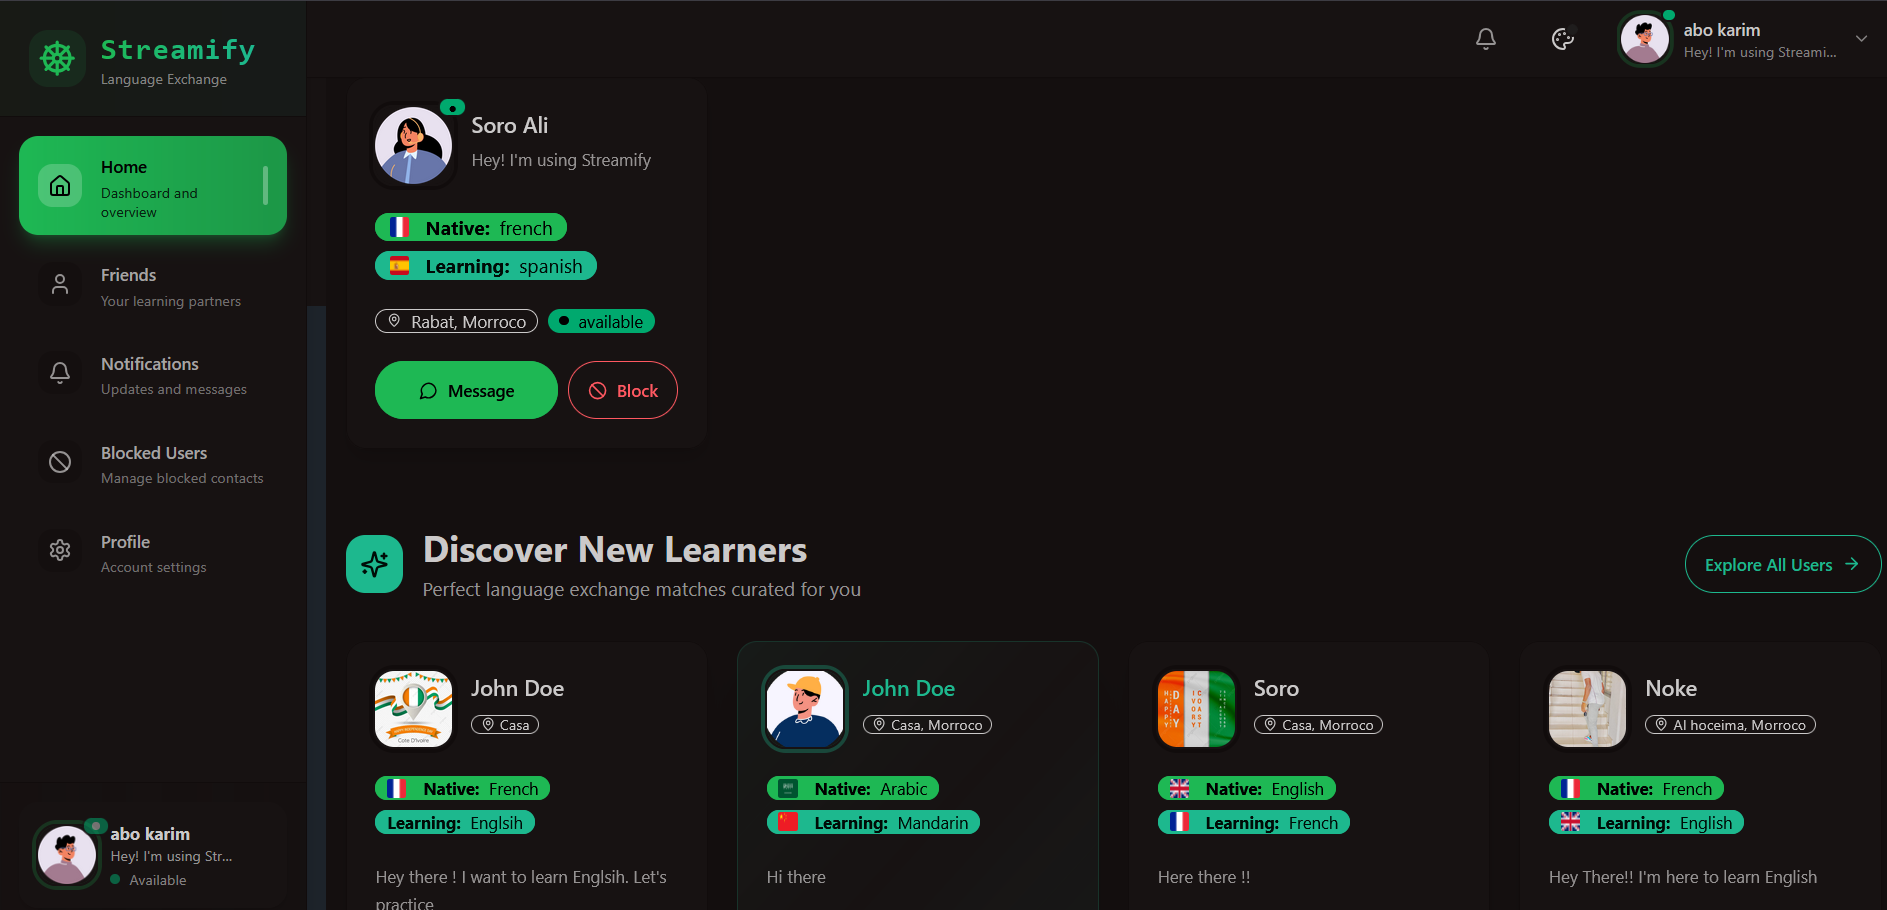 Streamify
Language Exchange
abo karim
Hey! I'm using Streami...
Home
Dashboard and
overview
Friends
Your learning partners
Notifications
Updates and messages
Blocked Users
Manage blocked contacts
Profile
Account settings
abo karim
Hey! I'm using Str...
Available
Soro Ali
Hey! I'm using Streamify
Native: french
Learning: spanish
Rabat, Morroco
available
Message
Block
Discover New Learners
Perfect language exchange matches curated for you
Explore All Users
John Doe
Casa
Native: French
Learning: Englsih
Hey there ! I want to learn Englsih. Let's
practice
John Doe
Casa, Morroco
Native: Arabic
Learning: Mandarin
Hi there
Soro
Casa, Morroco
Native: English
Learning: French
Here there !!
Noke
Al hoceima, Morroco
Native: French
Learning: English
Hey There!! I'm here to learn English